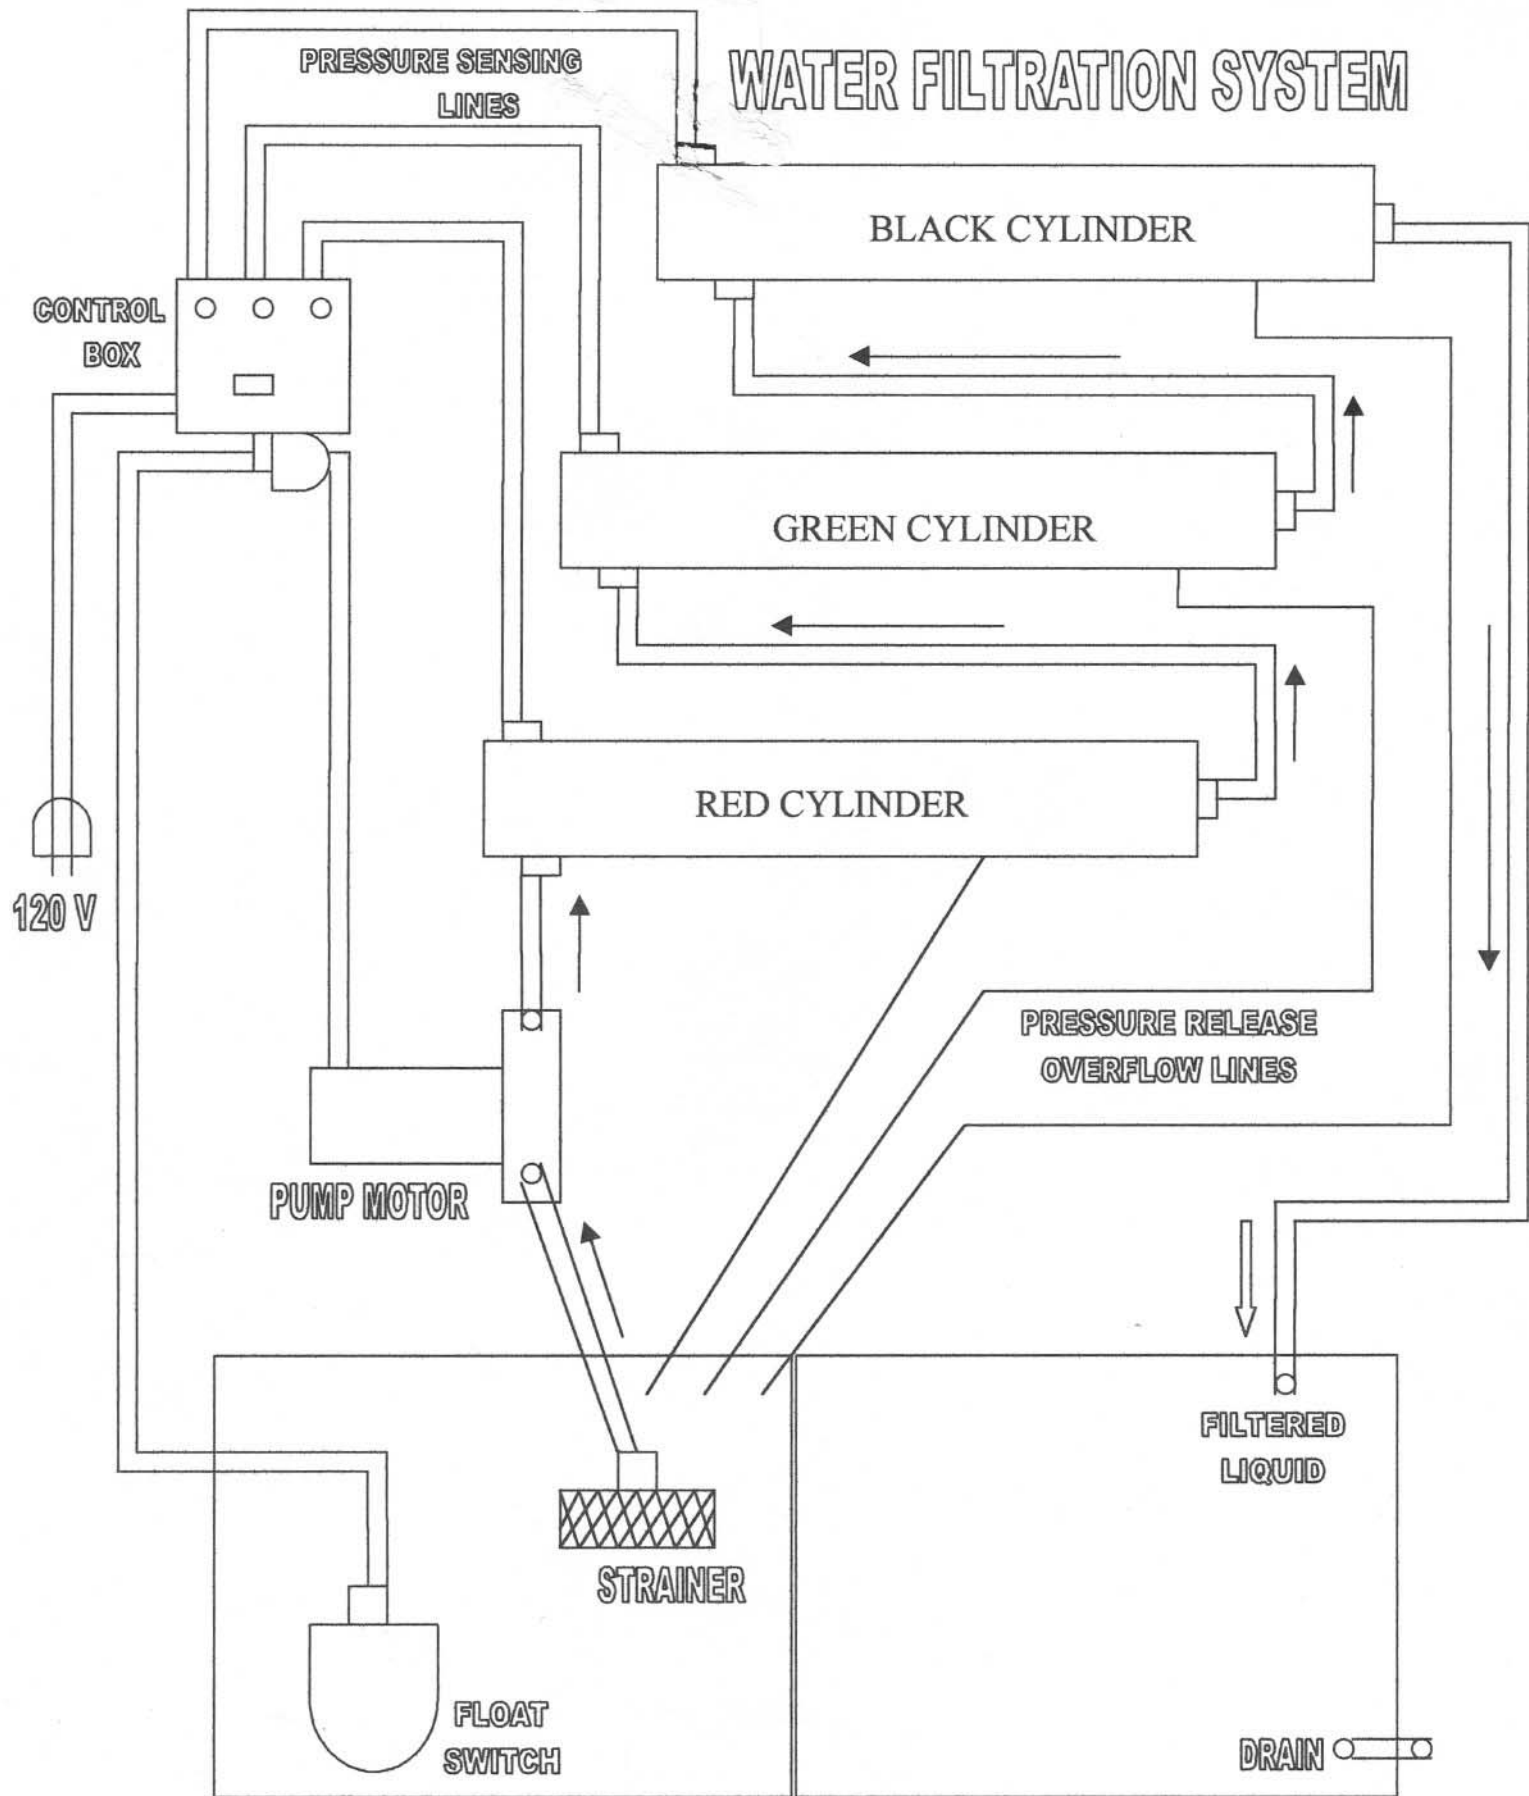 PRESSURE SENSING
LINES
WATER FILTRATION SYSTEM
BLACK CYLINDER
CONTROL
BOX
GREEN CYLINDER
RED CYLINDER
120 V
PRESSURE RELEASE
OVERFLOW LINES
PUMP MOTOR
FILTERED
LIQUID
STRAINER
FLOAT
SWITCH
DRAIN